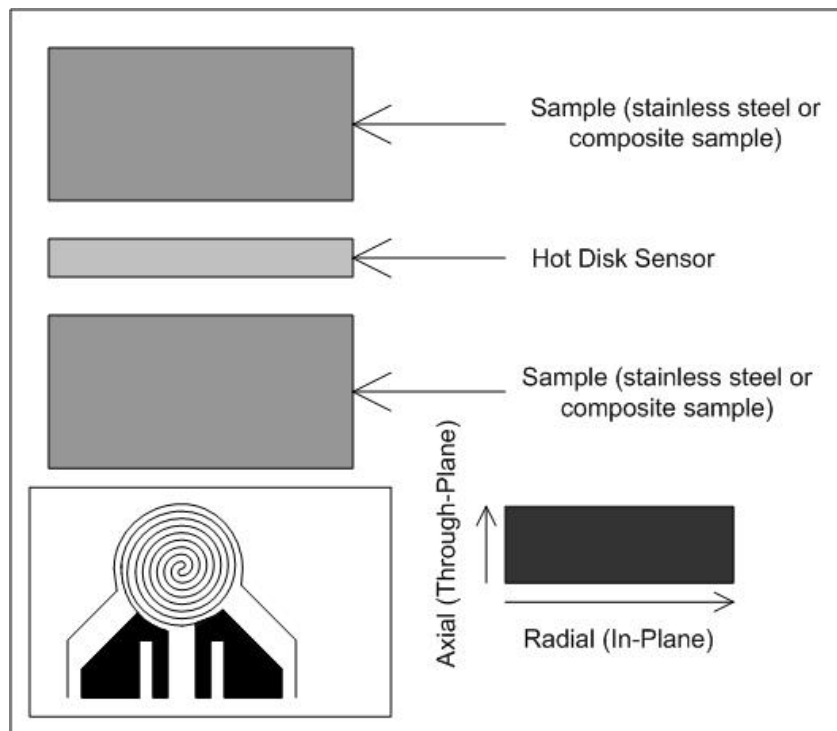 Sample (stainless steel or
composite sample)
Hot Disk Sensor
Sample (stainless steel or
composite sample)
Axial (Through-Plane)
Radial (In-Plane)